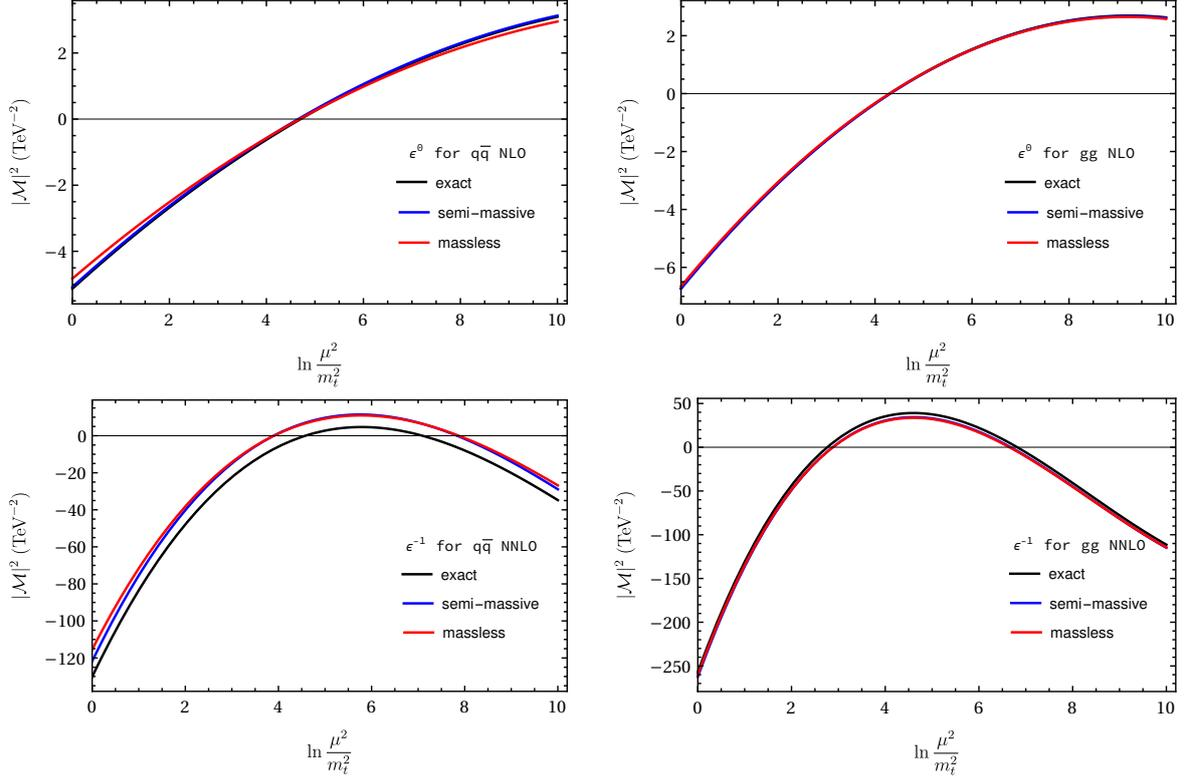 |ℳ|² (TeV⁻²)
2
0
−2
−4
ϵ⁰ for qq̅ NLO
exact
semi−massive
massless
0 2 4 6 8 10
ln μ²/m_t²
|ℳ|² (TeV⁻²)
2
0
−2
−4
−6
ϵ⁰ for gg NLO
exact
semi−massive
massless
0 2 4 6 8 10
ln μ²/m_t²
|ℳ|² (TeV⁻²)
0
−20
−40
−60
−80
−100
−120
ϵ⁻¹ for qq̅ NNLO
exact
semi−massive
massless
0 2 4 6 8 10
ln μ²/m_t²
|ℳ|² (TeV⁻²)
50
0
−50
−100
−150
−200
−250
ϵ⁻¹ for gg NNLO
exact
semi−massive
massless
0 2 4 6 8 10
ln μ²/m_t²